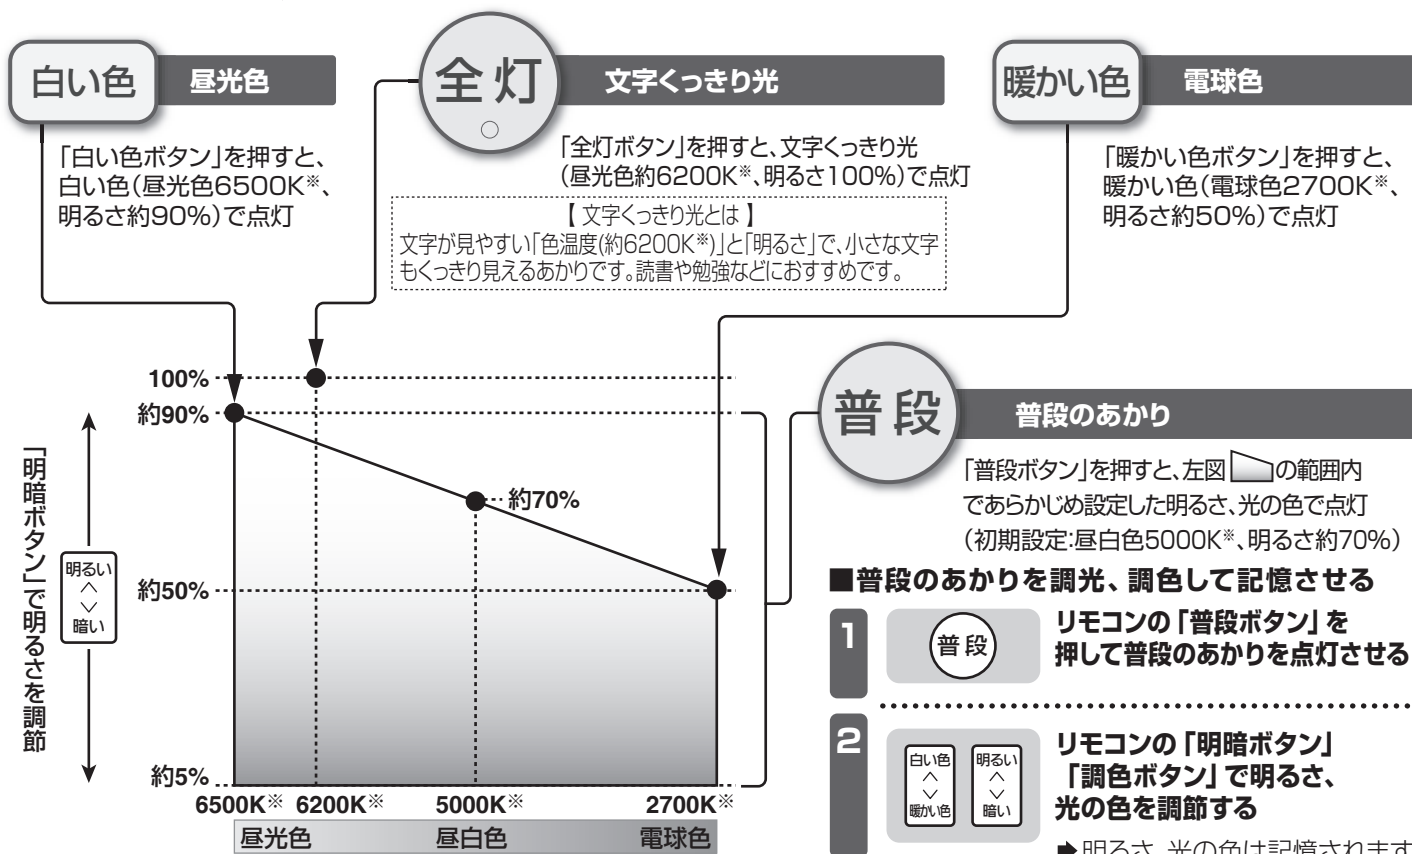 白い色
昼光色
「白い色ボタン」を押すと、
白い色(昼光色6500K※、
明るさ約90%)で点灯
全灯
文字くっきり光
「全灯ボタン」を押すと、文字くっきり光
(昼光色約6200K※、明るさ100%)で点灯
【 文字くっきり光とは 】
文字が見やすい「色温度(約6200K※)」と「明るさ」で、小さな文字
もくっきり見えるあかりです。読書や勉強などにおすすめです。
暖かい色
電球色
「暖かい色ボタン」を押すと、
暖かい色(電球色2700K※、
明るさ約50%)で点灯
「明暗ボタン」で明るさを調節
明るい
暗い
100%
約90%
約70%
約50%
約5%
6500K※ 6200K※ 5000K※ 2700K※
昼光色 昼白色 電球色
普段
普段のあかり
「普段ボタン」を押すと、左図 の範囲内
であらかじめ設定した明るさ、光の色で点灯
(初期設定:昼白色5000K※、明るさ約70%)
■普段のあかりを調光、調色して記憶させる
1
普段
リモコンの「普段ボタン」を
押して普段のあかりを点灯させる
2
白い色
暖かい色
明るい
暗い
リモコンの「明暗ボタン」
「調色ボタン」で明るさ、
光の色を調節する
➡明るさ、光の色は記憶されます